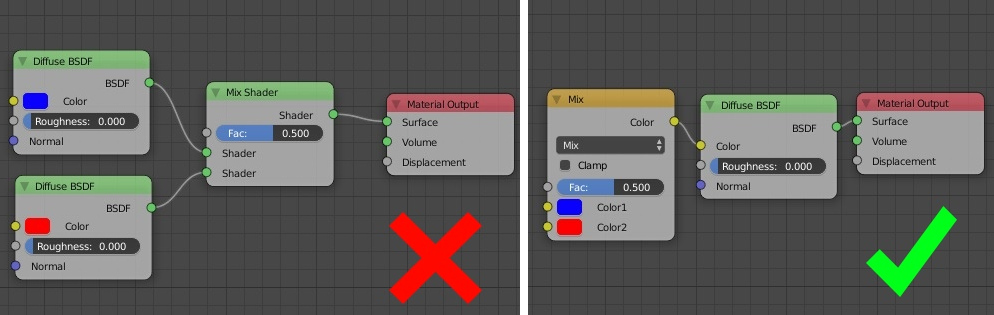 Diffuse BSDF
BSDF
Color
Roughness: 0.000
Normal
Diffuse BSDF
BSDF
Color
Roughness: 0.000
Normal
Mix Shader
Shader
Fac: 0.500
Shader
Shader
Material Output
Surface
Volume
Displacement
Mix
Color
Mix
Clamp
Fac: 0.500
Color1
Color2
Diffuse BSDF
BSDF
Color
Roughness: 0.000
Normal
Material Output
Surface
Volume
Displacement